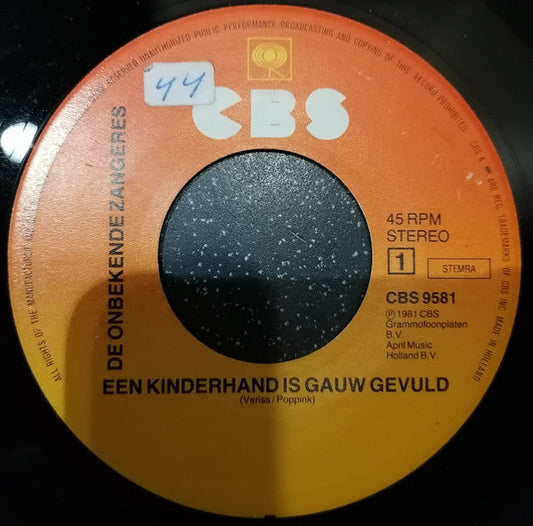 ALL RIGHTS OF THE MANUFACTURER
RESERVED UNAUTHORIZED PUBLIC PERFORMANCE BROADCASTING AND COPYING OF THIS RECORD PROHIBITED
CBS & ARE REG. TRADEMARKS OF CBS INC. MADE IN HOLLAND
44
CBS
DE ONBEKENDE ZANGERES
45 RPM
STEREO
1
STEMRA
CBS 9581
℗ 1981 CBS
Grammofoonplaten
B.V.
April Music
Holland B.V.
EEN KINDERHAND IS GAUW GEVULD
(Veriss/Poppink)